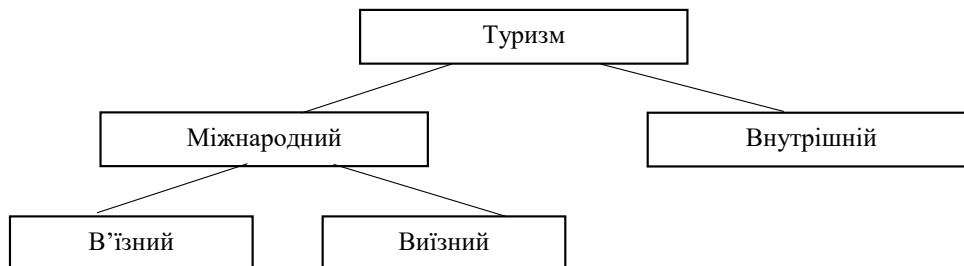 Туризм
Міжнародний
Внутрішній
В’їзний
Виїзний